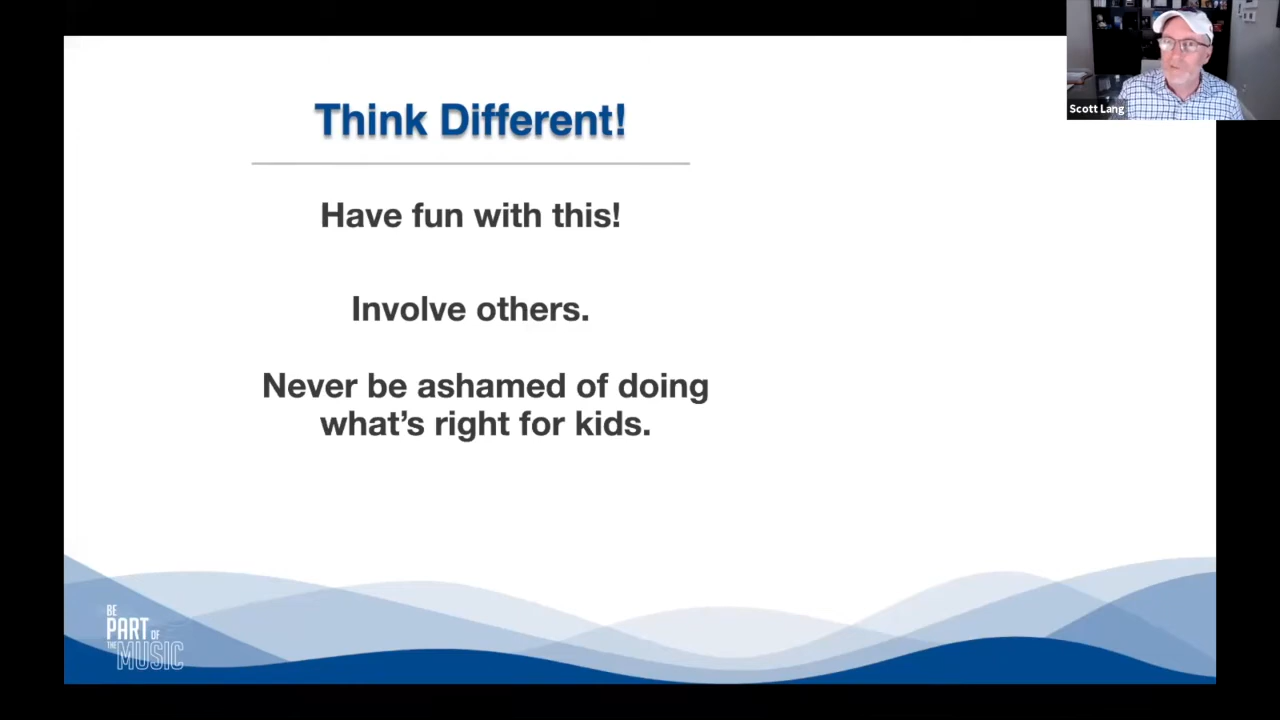 Think Different!
Scott Lang
Have fun with this!
Involve others.
Never be ashamed of doing
what’s right for kids.
BE
PART OF
THE MUSIC